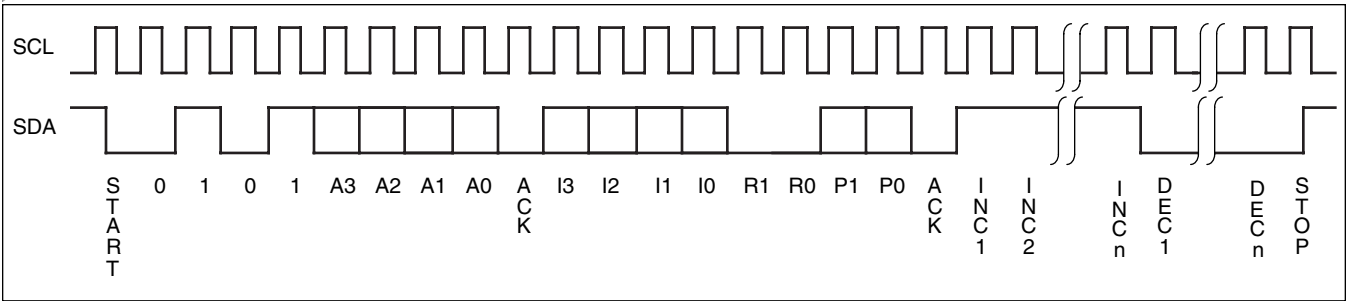 SCL
SDA
START 0 1 0 1 A3 A2 A1 A0 ACK I3 I2 I1 I0 R1 R0 P1 P0 ACK INC1 INC2 INCn DEC1 DECn STOP